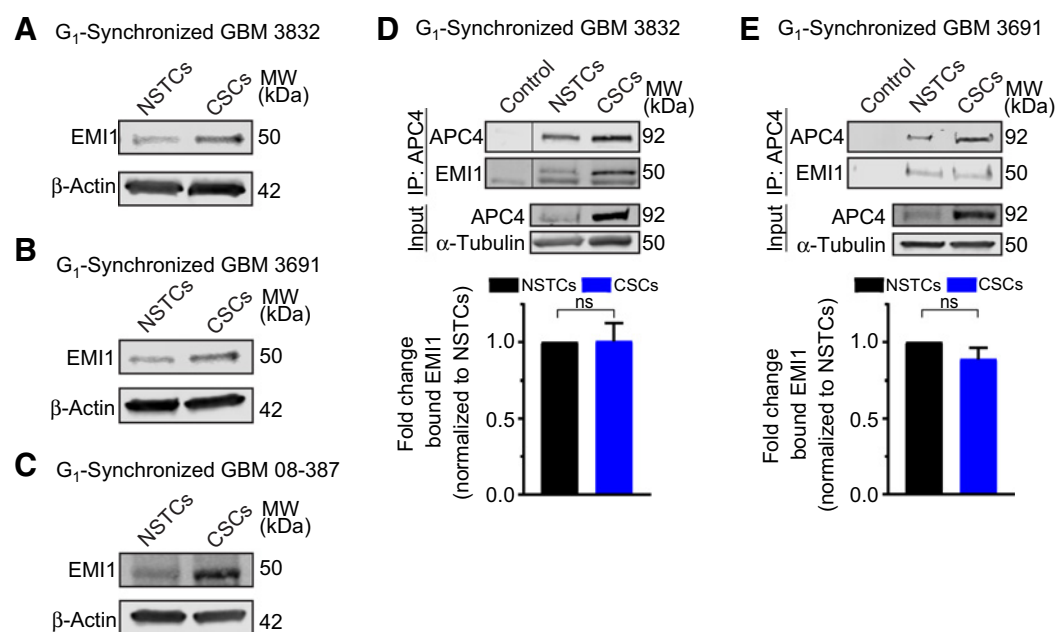 A G₁-Synchronized GBM 3832
NSTCs CSCs MW (kDa)
EMI1 50
β-Actin 42
B G₁-Synchronized GBM 3691
NSTCs CSCs MW (kDa)
EMI1 50
β-Actin 42
C G₁-Synchronized GBM 08-387
NSTCs CSCs MW (kDa)
EMI1 50
β-Actin 42
D G₁-Synchronized GBM 3832
Control NSTCs CSCs MW (kDa)
IP: APC4
APC4 92
EMI1 50
Input
APC4 92
α-Tubulin 50
NSTCs CSCs
ns
Fold change
bound EMI1
(normalized to NSTCs)
1.0
0.5
0.0
E G₁-Synchronized GBM 3691
Control NSTCs CSCs MW (kDa)
IP: APC4
APC4 92
EMI1 50
Input
APC4 92
α-Tubulin 50
NSTCs CSCs
ns
Fold change
bound EMI1
(normalized to NSTCs)
1.0
0.5
0.0